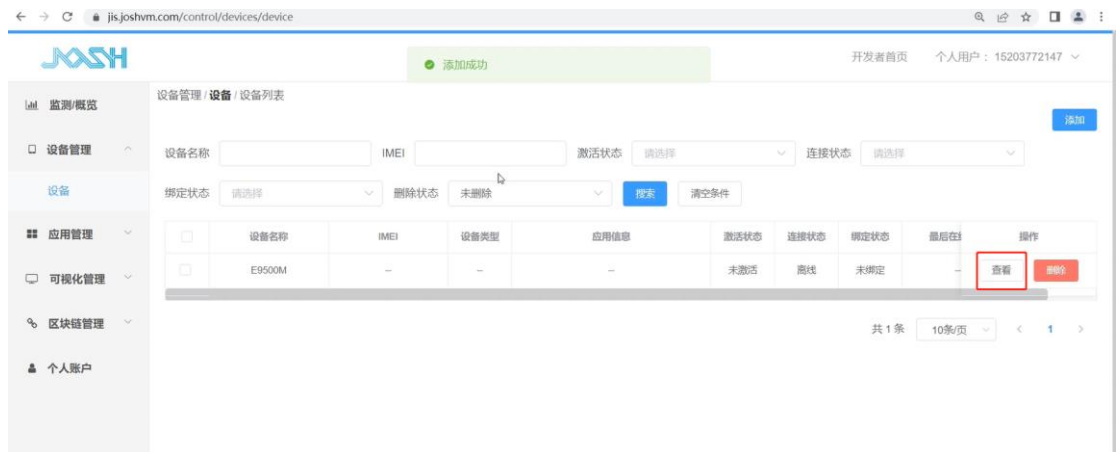 jis.joshvm.com/control/devices/device
JOSH
添加成功
开发者首页 个人用户：15203772147
监测/概览
设备管理 / 设备 / 设备列表
添加
设备管理
设备名称 IMEI 激活状态 请选择 连接状态 请选择
设备
绑定状态 请选择 删除状态 未删除 搜索 清空条件
应用管理
设备名称 IMEI 设备类型 应用信息 激活状态 连接状态 绑定状态 最后在 操作
E9500M -- -- -- 未激活 离线 未绑定 -- 查看 删除
可视化管理
区块链管理
共 1 条 10条/页 < 1 >
个人账户